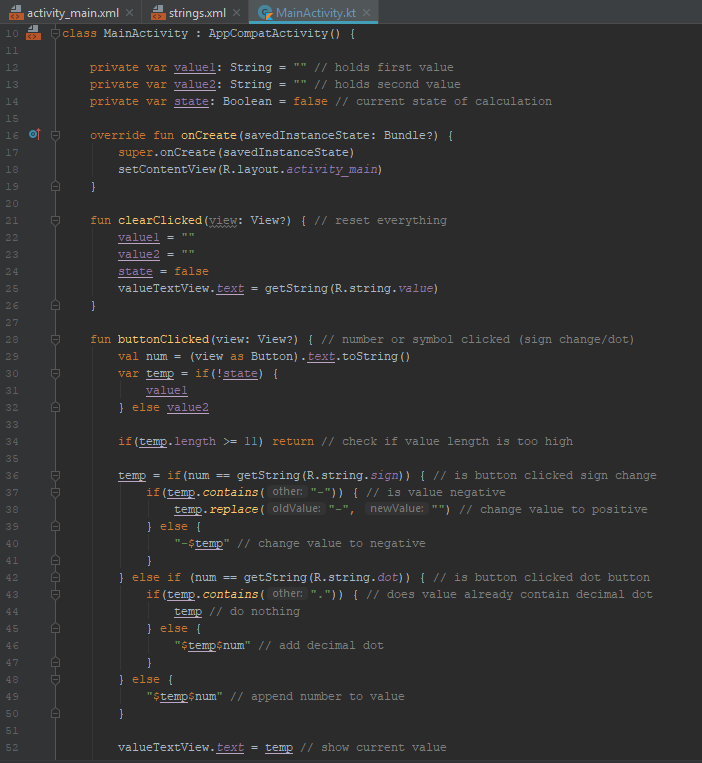 activity_main.xml strings.xml MainActivity.kt
10 class MainActivity : AppCompatActivity() {
11
12 private var value1: String = "" // holds first value
13 private var value2: String = "" // holds second value
14 private var state: Boolean = false // current state of calculation
15
16 override fun onCreate(savedInstanceState: Bundle?) {
17 super.onCreate(savedInstanceState)
18 setContentView(R.layout.activity_main)
19 }
20
21 fun clearClicked(view: View?) { // reset everything
22 value1 = ""
23 value2 = ""
24 state = false
25 valueTextView.text = getString(R.string.value)
26 }
27
28 fun buttonClicked(view: View?) { // number or symbol clicked (sign change/dot)
29 val num = (view as Button).text.toString()
30 var temp = if(!state) {
31 value1
32 } else value2
33
34 if(temp.length >= 11) return // check if value length is too high
35
36 temp = if(num == getString(R.string.sign)) { // is button clicked sign change
37 if(temp.contains( other: "-")) { // is value negative
38 temp.replace( oldValue: "-", newValue: "") // change value to positive
39 } else {
40 "-$temp" // change value to negative
41 }
42 } else if (num == getString(R.string.dot)) { // is button clicked dot button
43 if(temp.contains( other: ".")) { // does value already contain decimal dot
44 temp // do nothing
45 } else {
46 "$temp$num" // add decimal dot
47 }
48 } else {
49 "$temp$num" // append number to value
50 }
51
52 valueTextView.text = temp // show current value